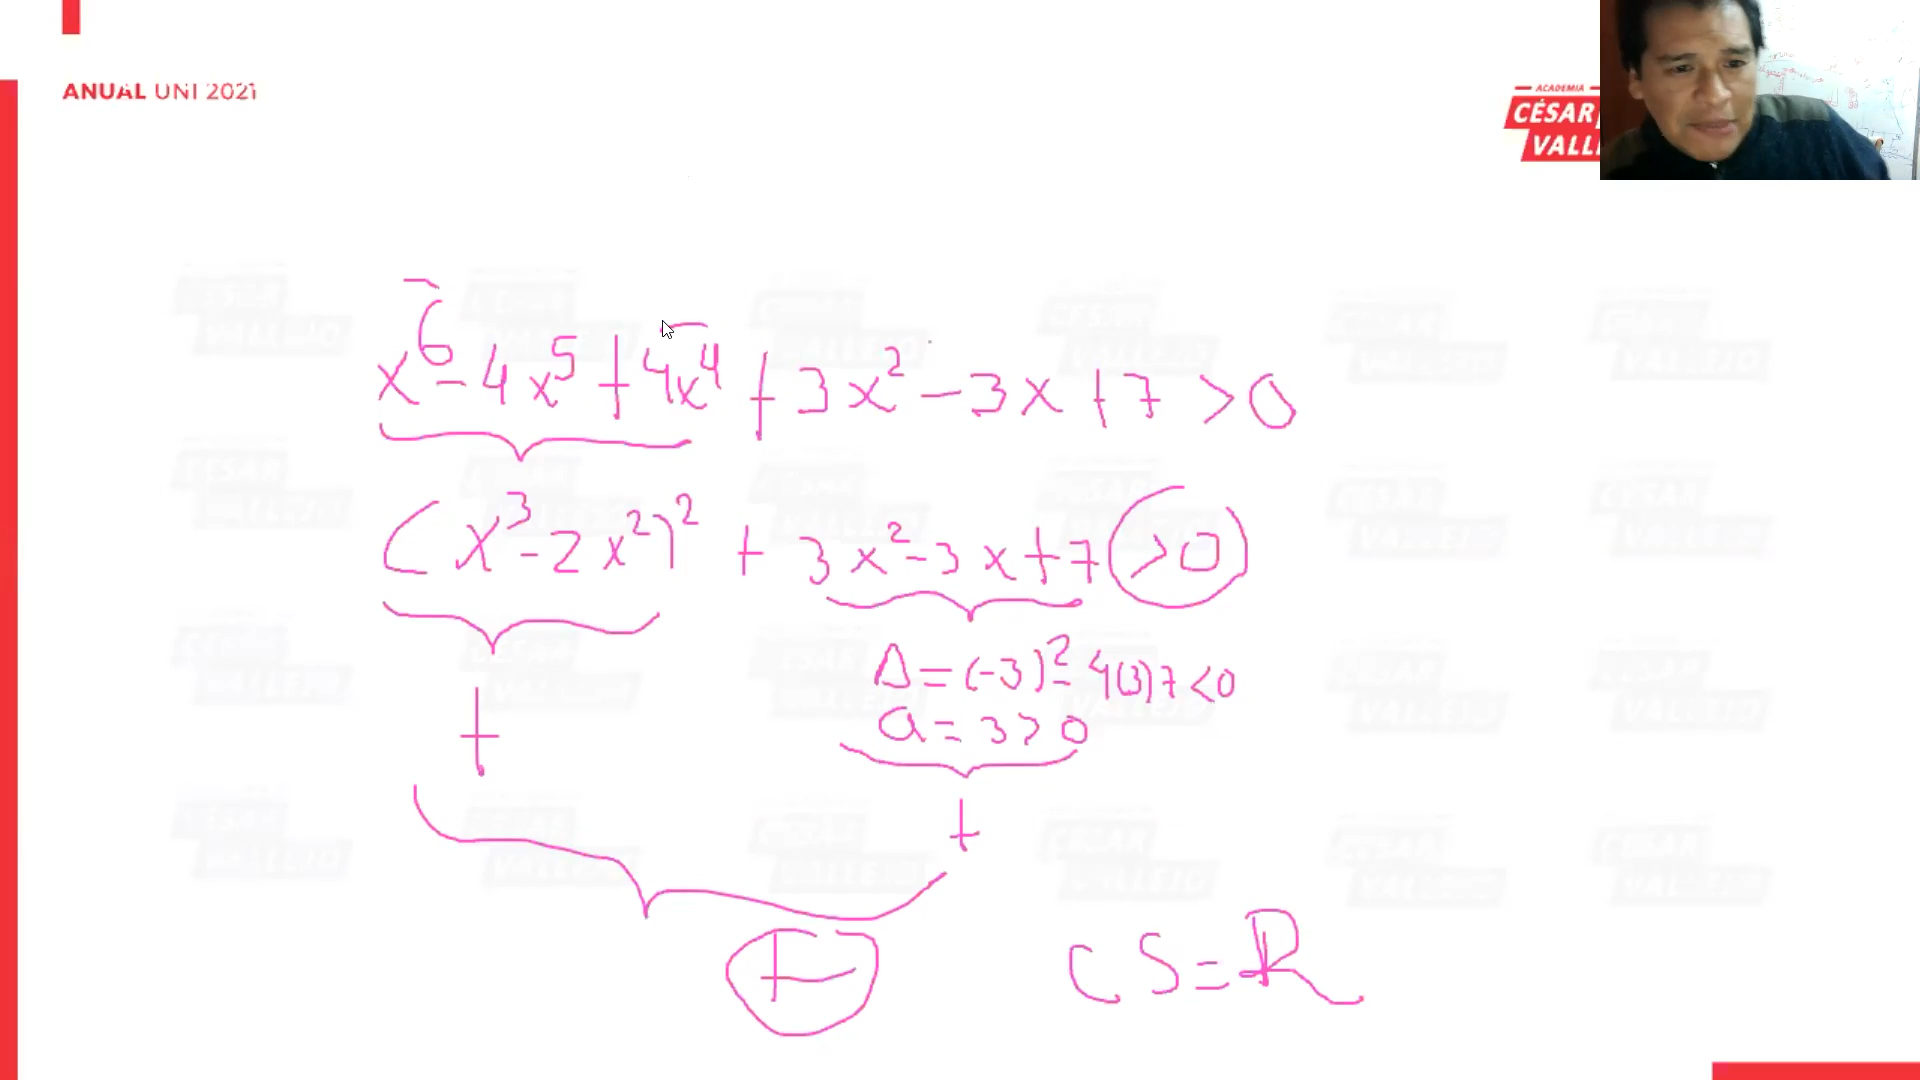 ANUAL UNI 2021
ACADEMIA
CÉSAR
VALL
x⁶ - 4x⁵ + 4x⁴ + 3x² - 3x + 7 > 0
(x³ - 2x²)² + 3x² - 3x + 7 > 0
Δ = (-3)² - 4(3)7 < 0
a = 3 > 0
+
+
+
CS = ℝ